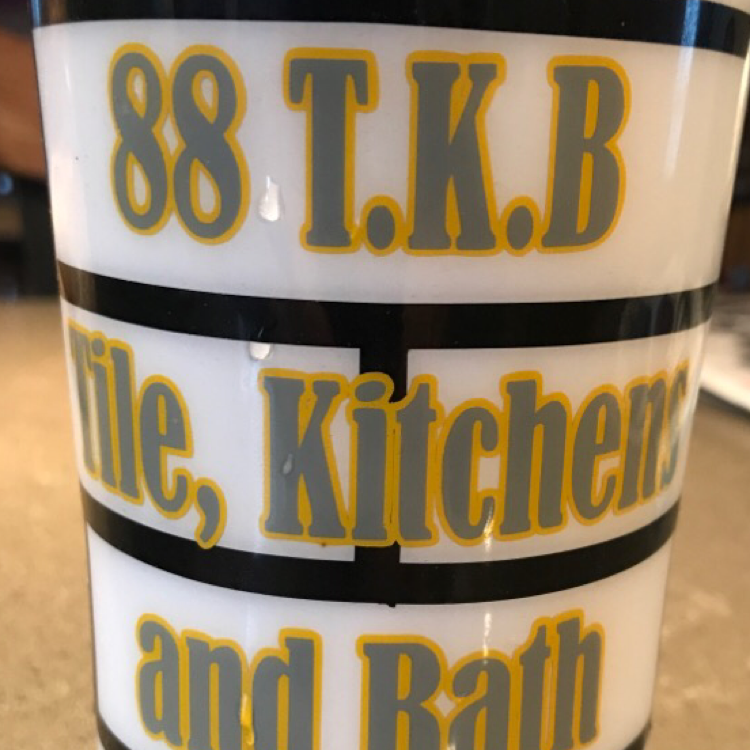 88 T.K.B
Tile, Kitchens
and Bath